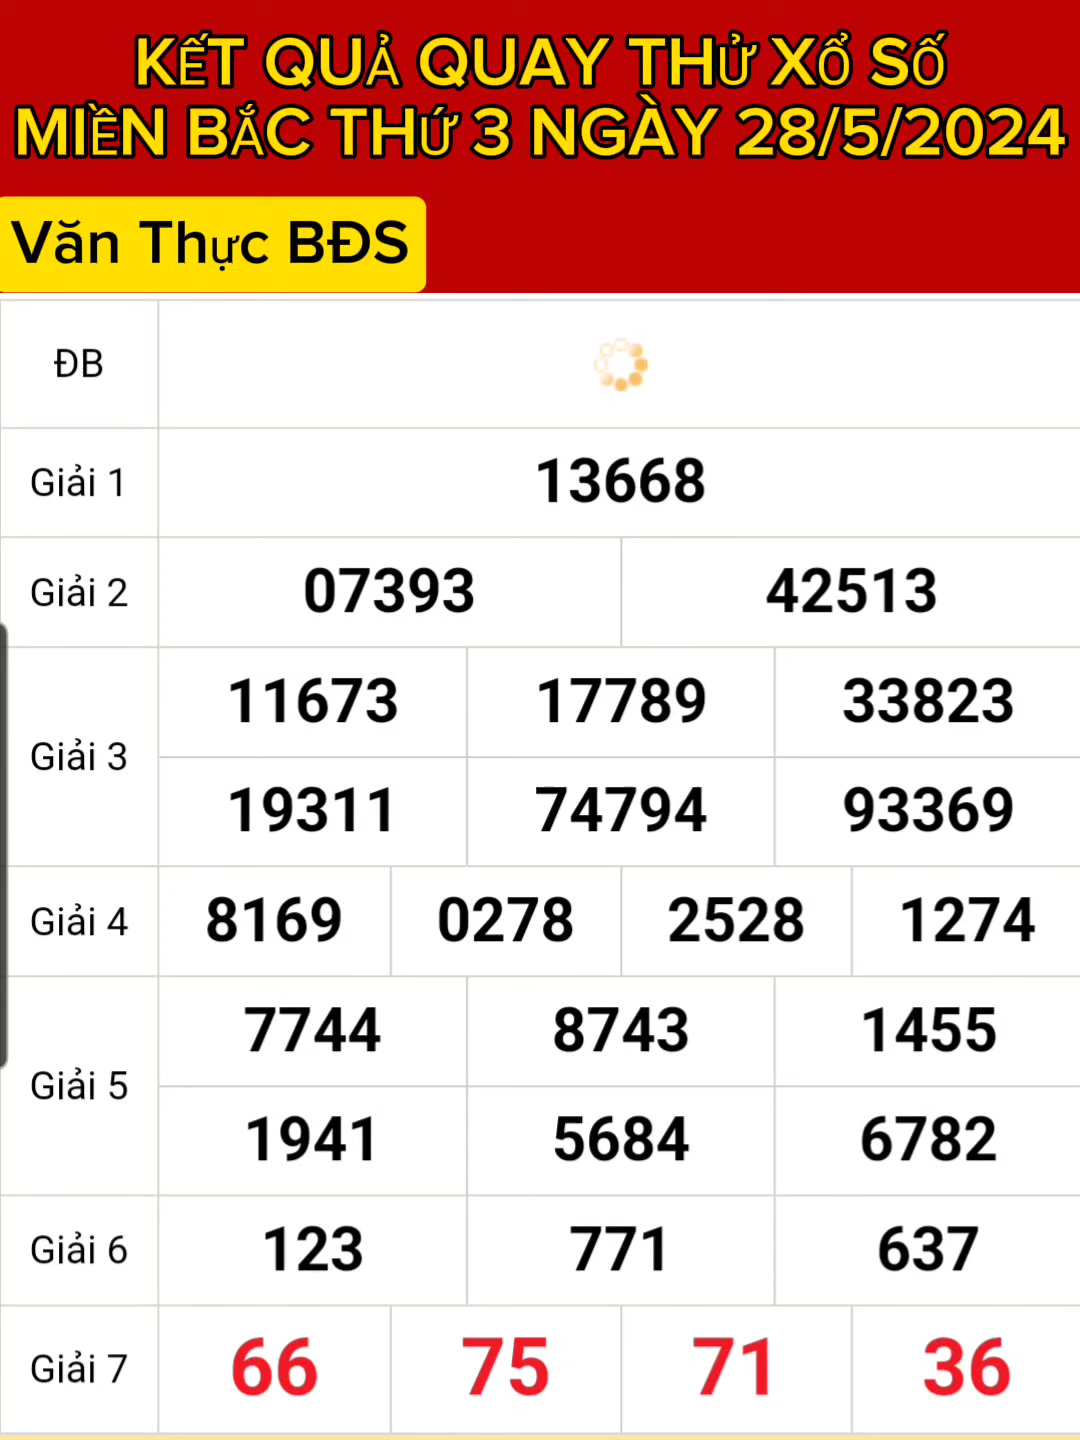 KẾT QUẢ QUAY THỬ XỔ SỐ
MIỀN BẮC THỨ 3 NGÀY 28/5/2024
Văn Thực BĐS
ĐB
Giải 1
13668
Giải 2
07393 42513
Giải 3
11673 17789 33823
19311 74794 93369
Giải 4
8169 0278 2528 1274
Giải 5
7744 8743 1455
1941 5684 6782
Giải 6
123 771 637
Giải 7
66 75 71 36